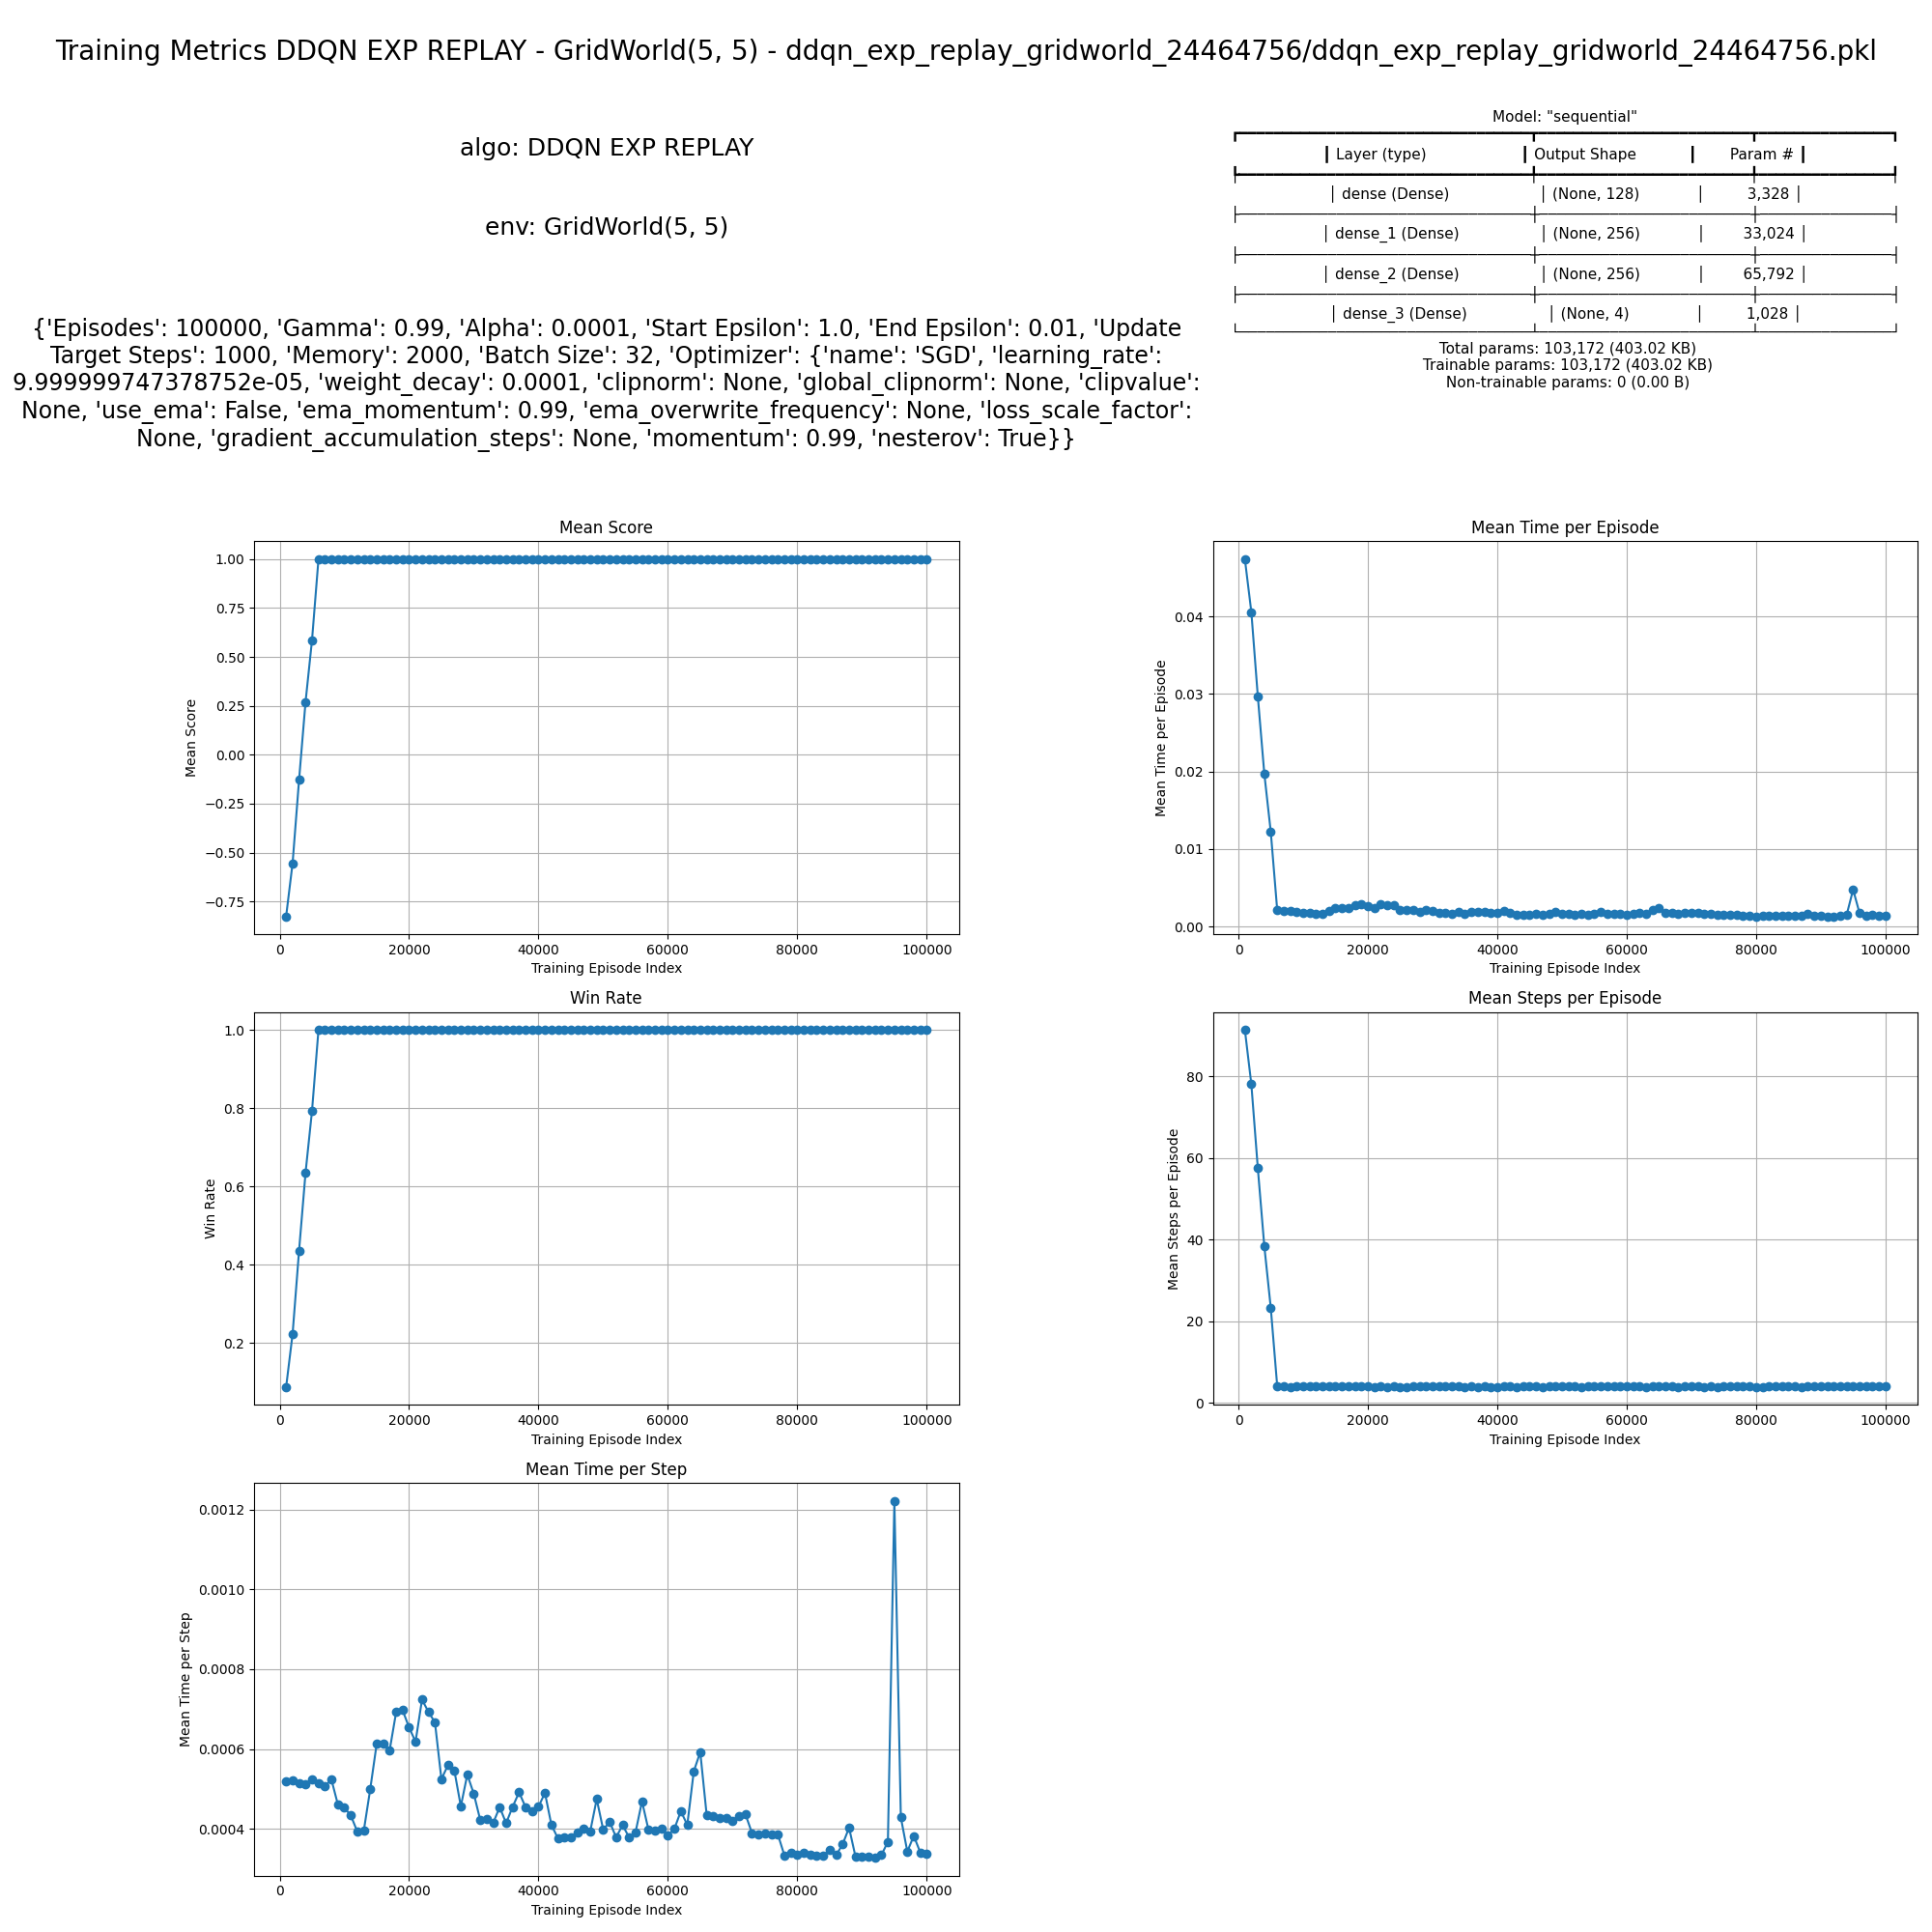 Training Metrics DDQN EXP REPLAY - GridWorld(5, 5) - ddqn_exp_replay_gridworld_24464756/ddqn_exp_replay_gridworld_24464756.pkl
algo: DDQN EXP REPLAY
env: GridWorld(5, 5)
{'Episodes': 100000, 'Gamma': 0.99, 'Alpha': 0.0001, 'Start Epsilon': 1.0, 'End Epsilon': 0.01, 'Update
Target Steps': 1000, 'Memory': 2000, 'Batch Size': 32, 'Optimizer': {'name': 'SGD', 'learning_rate':
9.999999747378752e-05, 'weight_decay': 0.0001, 'clipnorm': None, 'global_clipnorm': None, 'clipvalue':
None, 'use_ema': False, 'ema_momentum': 0.99, 'ema_overwrite_frequency': None, 'loss_scale_factor':
None, 'gradient_accumulation_steps': None, 'momentum': 0.99, 'nesterov': True}}
Model: "sequential"
Layer (type) Output Shape Param #
dense (Dense) (None, 128) 3,328
dense_1 (Dense) (None, 256) 33,024
dense_2 (Dense) (None, 256) 65,792
dense_3 (Dense) (None, 4) 1,028
Total params: 103,172 (403.02 KB)
Trainable params: 103,172 (403.02 KB)
Non-trainable params: 0 (0.00 B)
Mean Score
Mean Score
1.00
0.75
0.50
0.25
0.00
−0.25
−0.50
−0.75
0 20000 40000 60000 80000 100000
Training Episode Index
Mean Time per Episode
Mean Time per Episode
0.04
0.03
0.02
0.01
0.00
0 20000 40000 60000 80000 100000
Training Episode Index
Win Rate
Win Rate
1.0
0.8
0.6
0.4
0.2
0 20000 40000 60000 80000 100000
Training Episode Index
Mean Steps per Episode
Mean Steps per Episode
80
60
40
20
0
0 20000 40000 60000 80000 100000
Training Episode Index
Mean Time per Step
Mean Time per Step
0.0012
0.0010
0.0008
0.0006
0.0004
0 20000 40000 60000 80000 100000
Training Episode Index